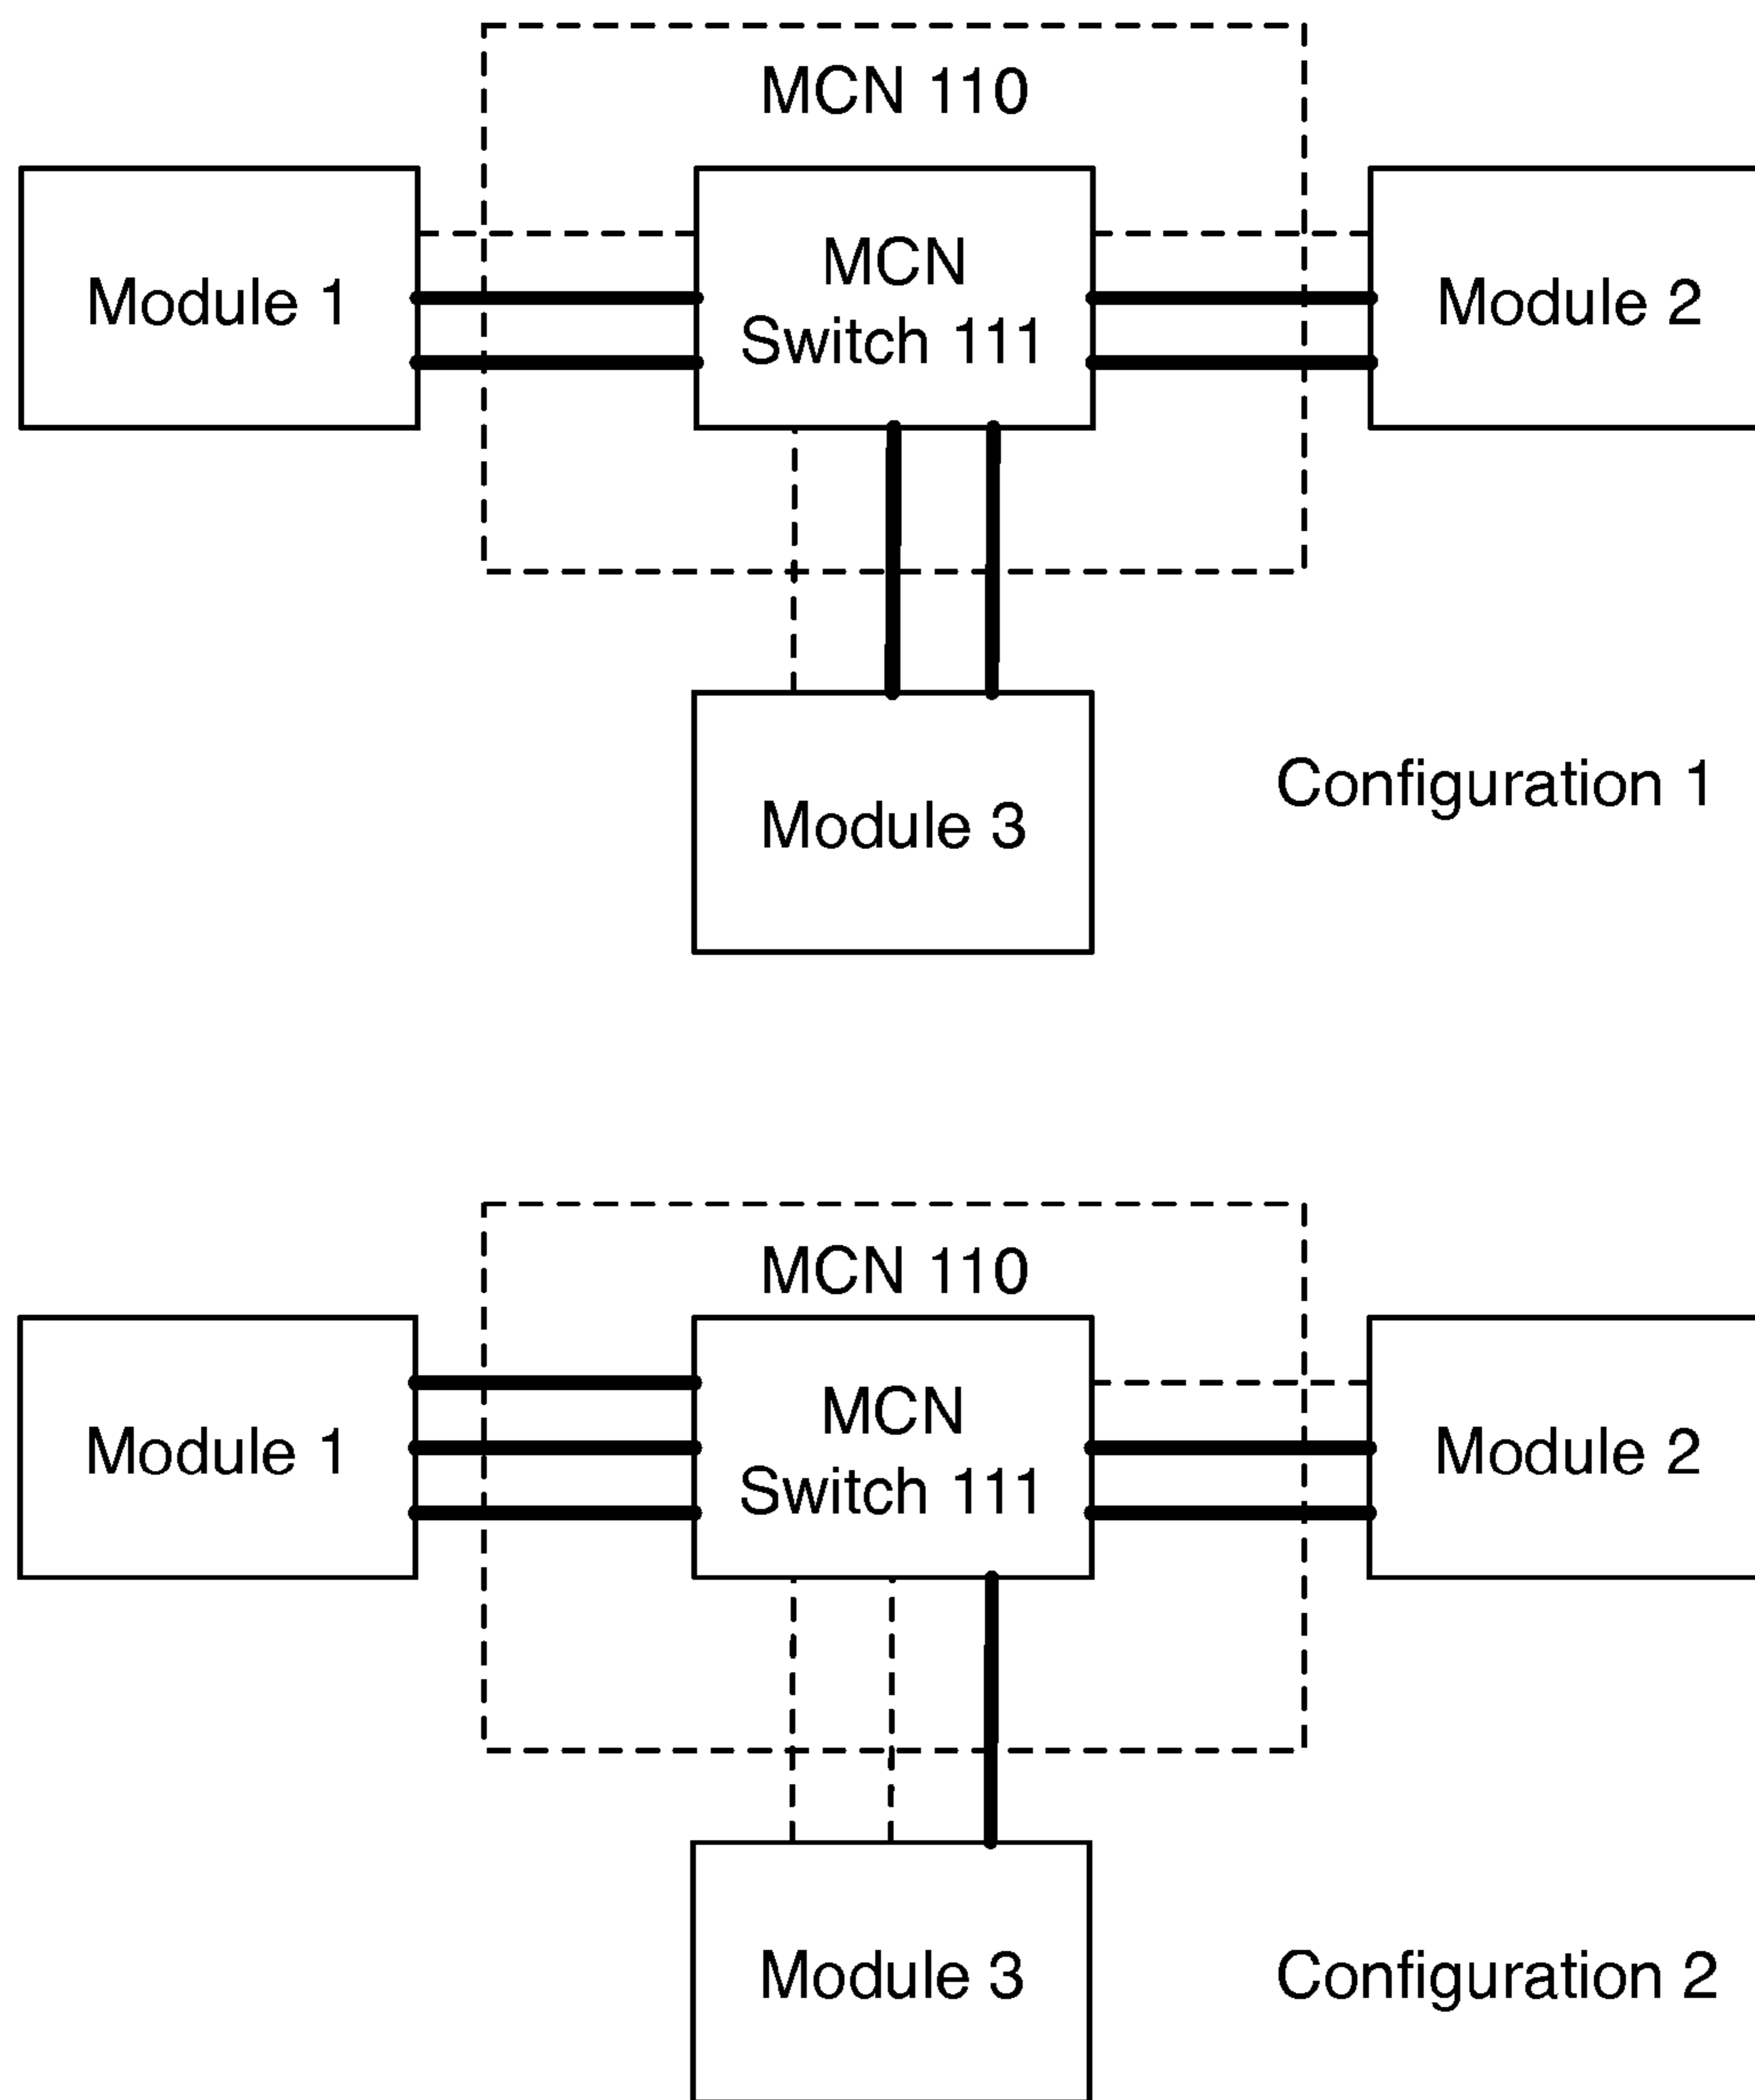 MCN 110
Module 1
MCN
Switch 111
Module 2
Module 3
Configuration 1
MCN 110
Module 1
MCN
Switch 111
Module 2
Module 3
Configuration 2